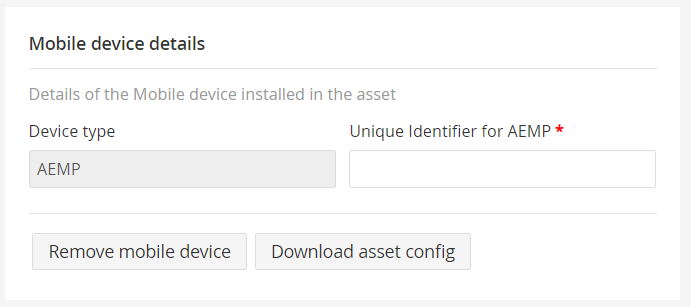 Mobile device details
Details of the Mobile device installed in the asset
Device type
Unique Identifier for AEMP *
AEMP
Remove mobile device
Download asset config